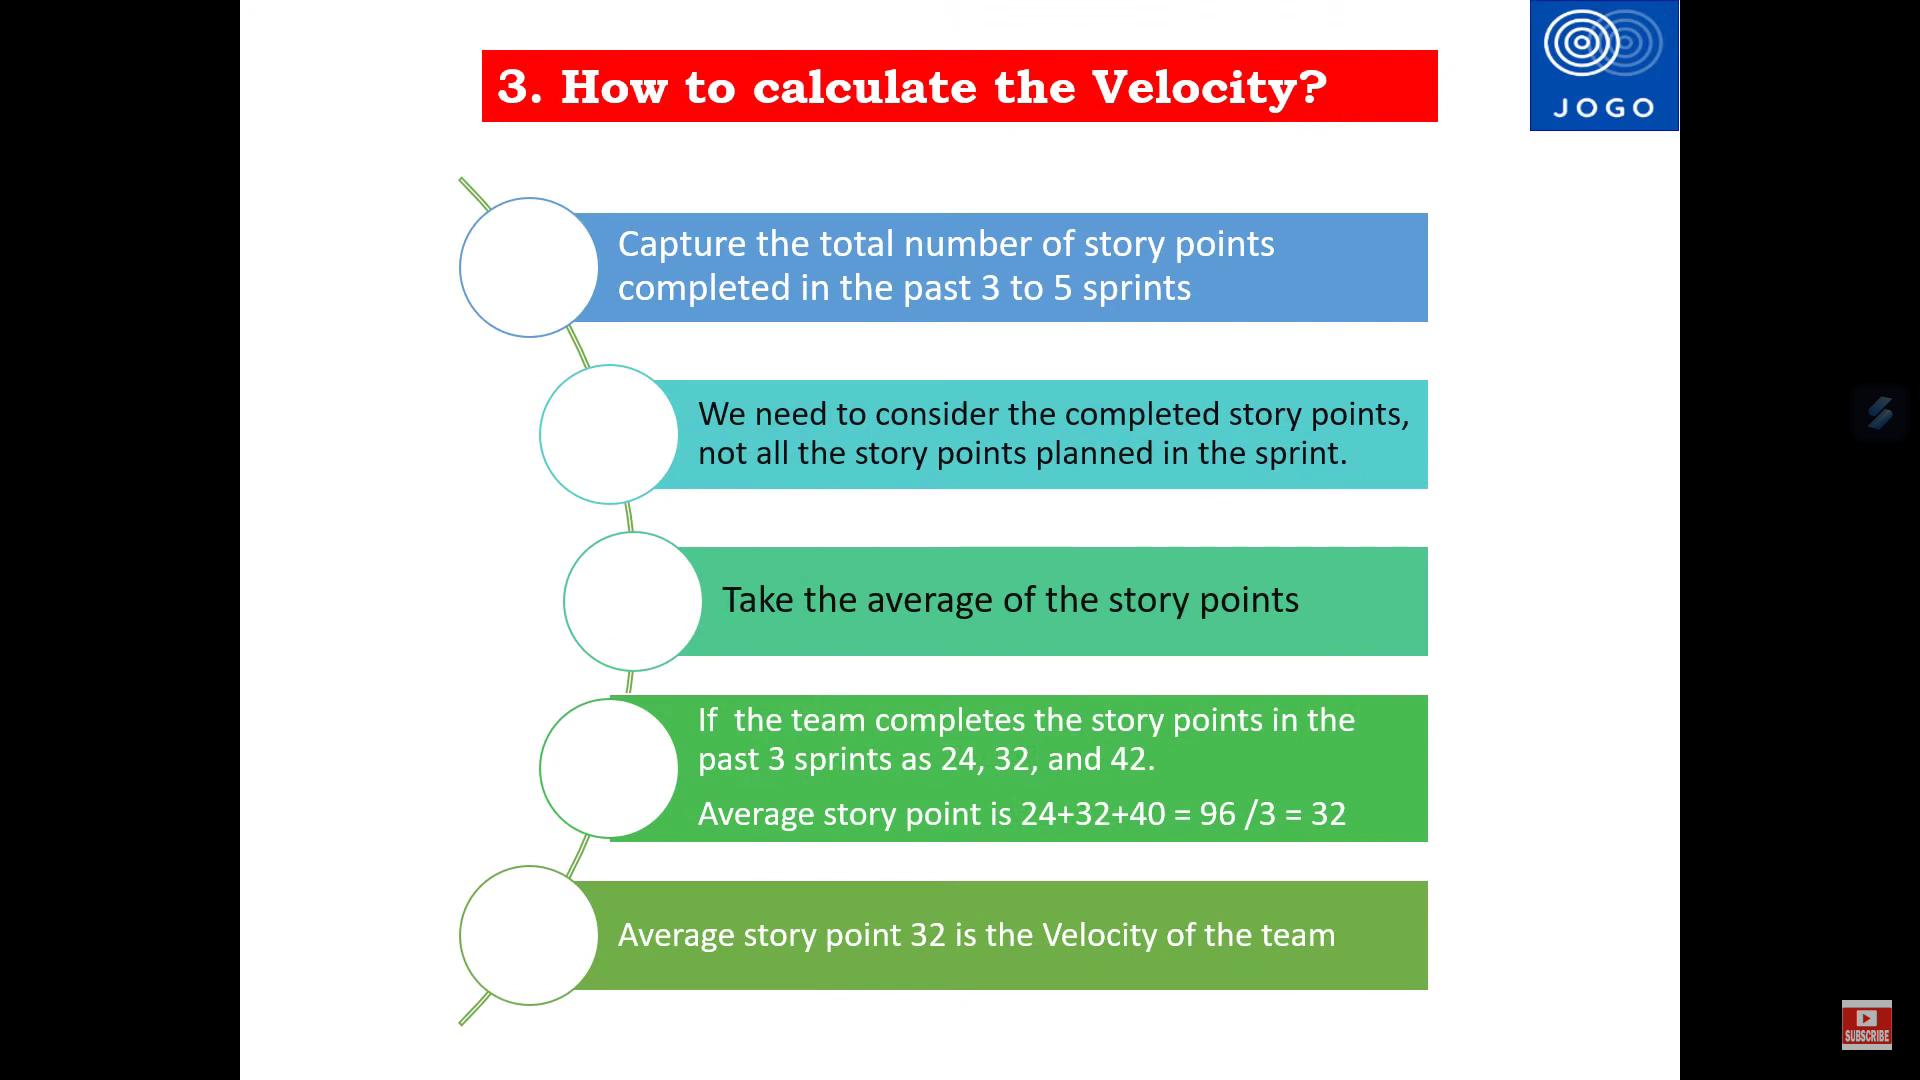 3. How to calculate the Velocity?
JOGO
Capture the total number of story points
completed in the past 3 to 5 sprints
We need to consider the completed story points,
not all the story points planned in the sprint.
Take the average of the story points
If  the team completes the story points in the
past 3 sprints as 24, 32, and 42.
Average story point is 24+32+40 = 96 /3 = 32
Average story point 32 is the Velocity of the team
SUBSCRIBE